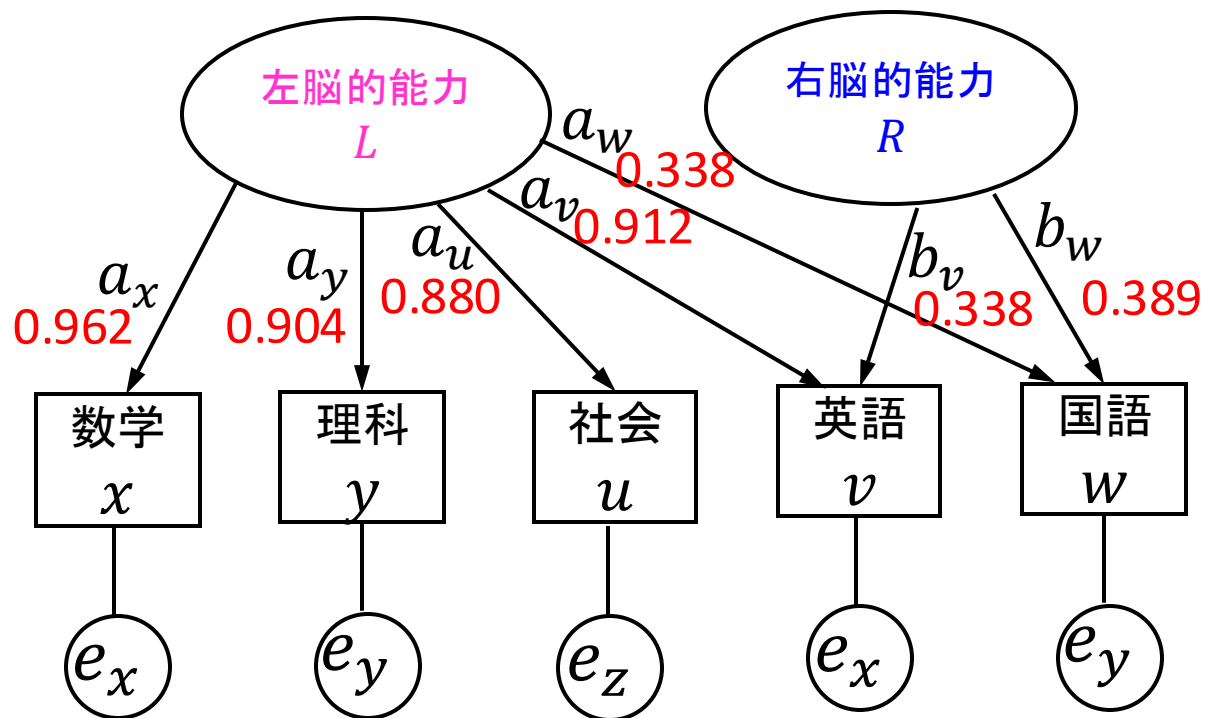 左脳的能力
L
右脳的能力
R
a_w
0.338
a_v
0.912
a_x
0.962
a_y
0.904
a_u
0.880
b_v
0.338
b_w
0.389
数学
x
理科
y
社会
u
英語
v
国語
w
e_x
e_y
e_z
e_x
e_y